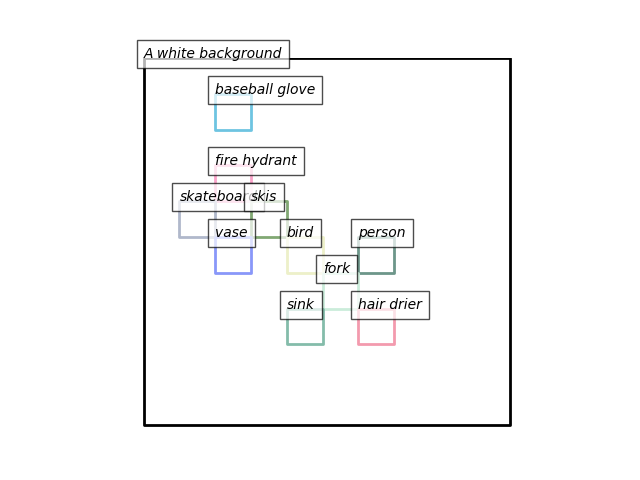 A white background
baseball glove
fire hydrant
skateboard
skis
vase
bird
person
fork
sink
hair drier